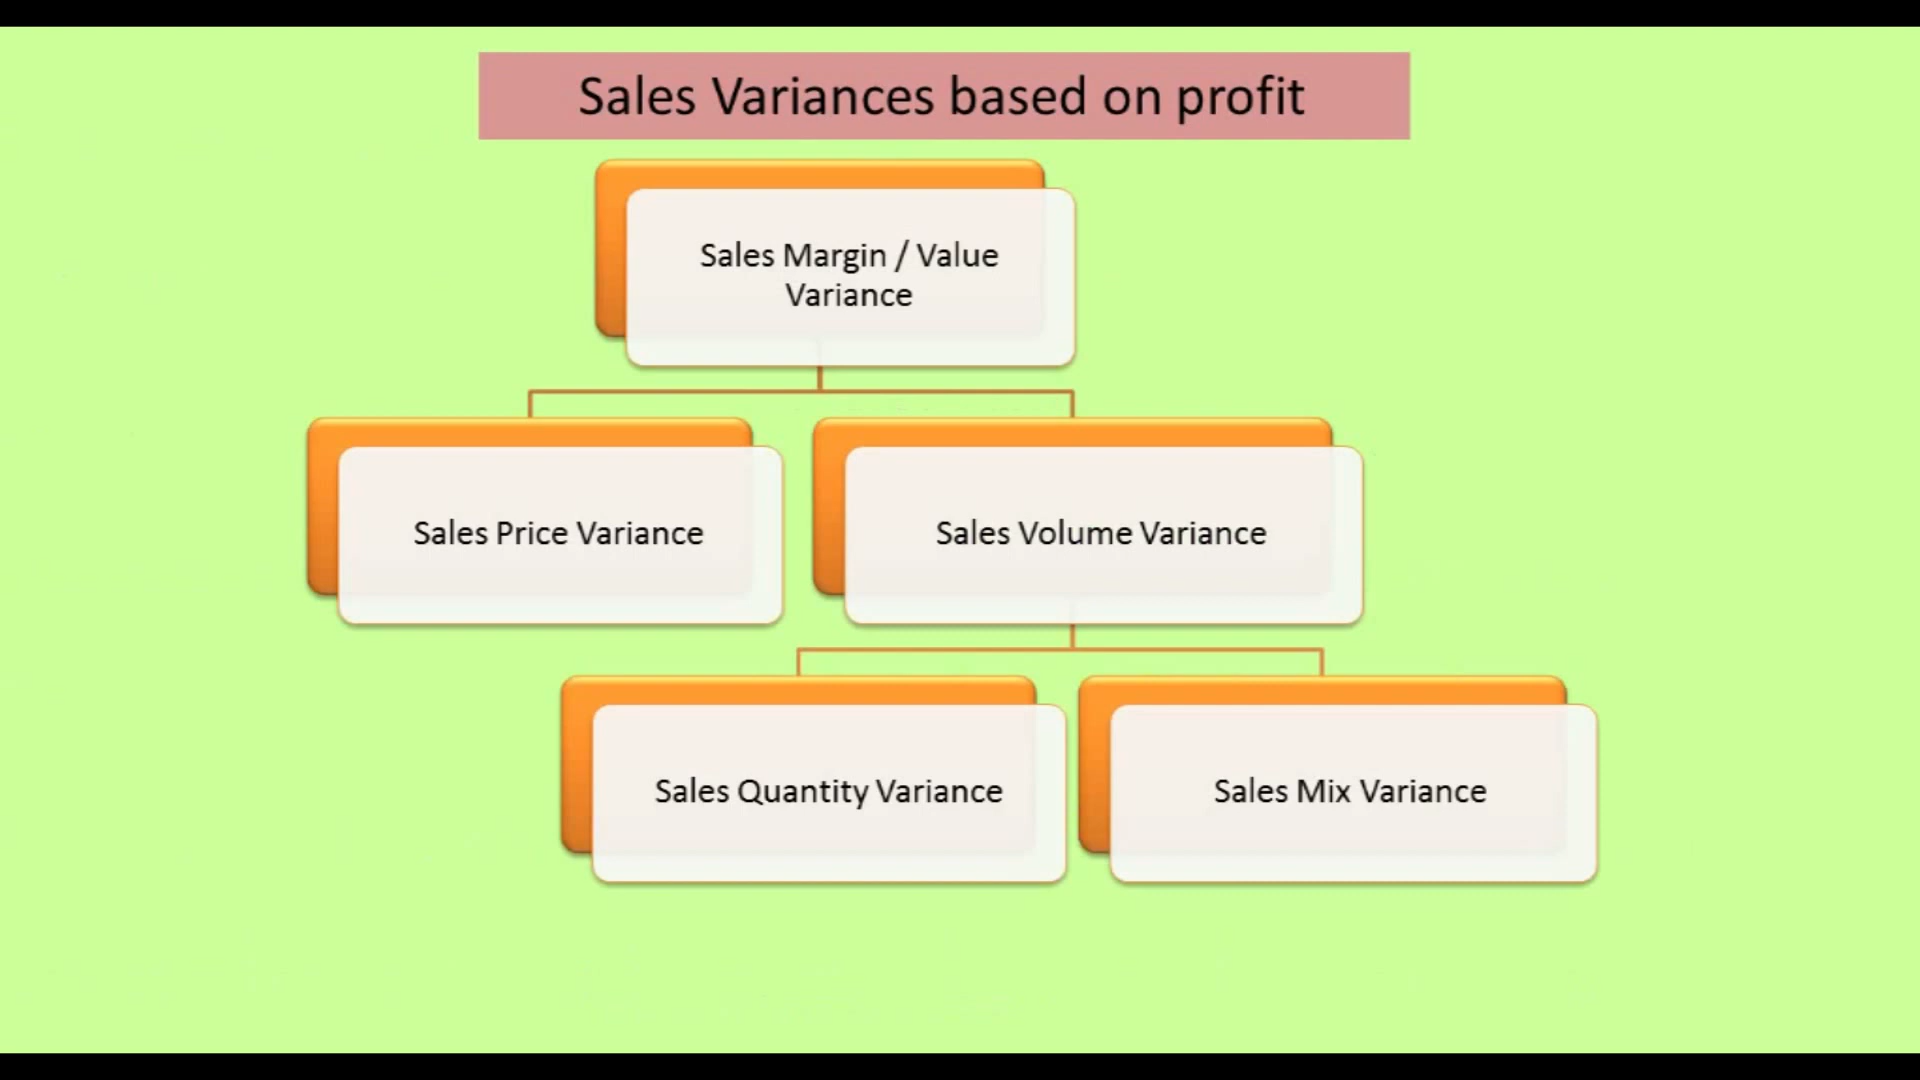 Sales Variances based on profit
Sales Margin / Value
Variance
Sales Price Variance
Sales Volume Variance
Sales Quantity Variance
Sales Mix Variance